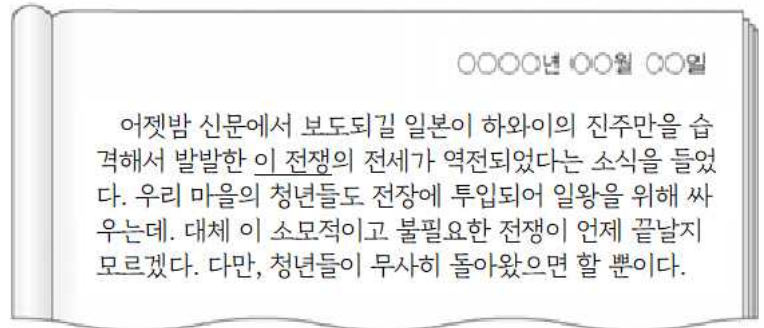 ○○○○년 ○○월 ○○일
어젯밤 신문에서 보도되길 일본이 하와이의 진주만을 습
격해서 발발한 이 전쟁의 전세가 역전되었다는 소식을 들었
다. 우리 마을의 청년들도 전장에 투입되어 일왕을 위해 싸
우는데. 대체 이 소모적이고 불필요한 전쟁이 언제 끝날지
모르겠다. 다만, 청년들이 무사히 돌아왔으면 할 뿐이다.